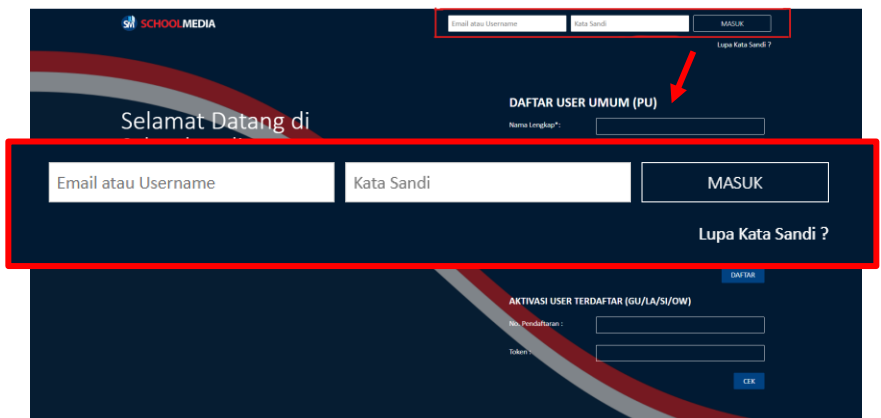 SM SCHOOLMEDIA
Email atau Username
Kata Sandi
MASUK
Lupa Kata Sandi ?
DAFTAR USER UMUM (PU)
Nama Lengkap*:
Selamat Datang di
Email atau Username
Kata Sandi
MASUK
Lupa Kata Sandi ?
DAFTAR
AKTIVASI USER TERDAFTAR (GU/LA/SI/OW)
No. Pendaftaran :
Token :
CEK